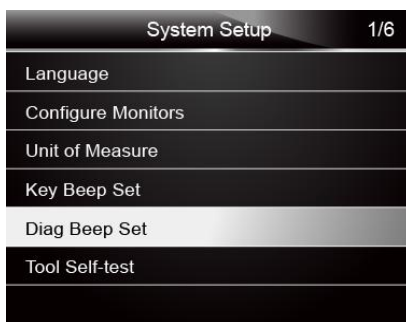 System Setup 1/6
Language
Configure Monitors
Unit of Measure
Key Beep Set
Diag Beep Set
Tool Self-test